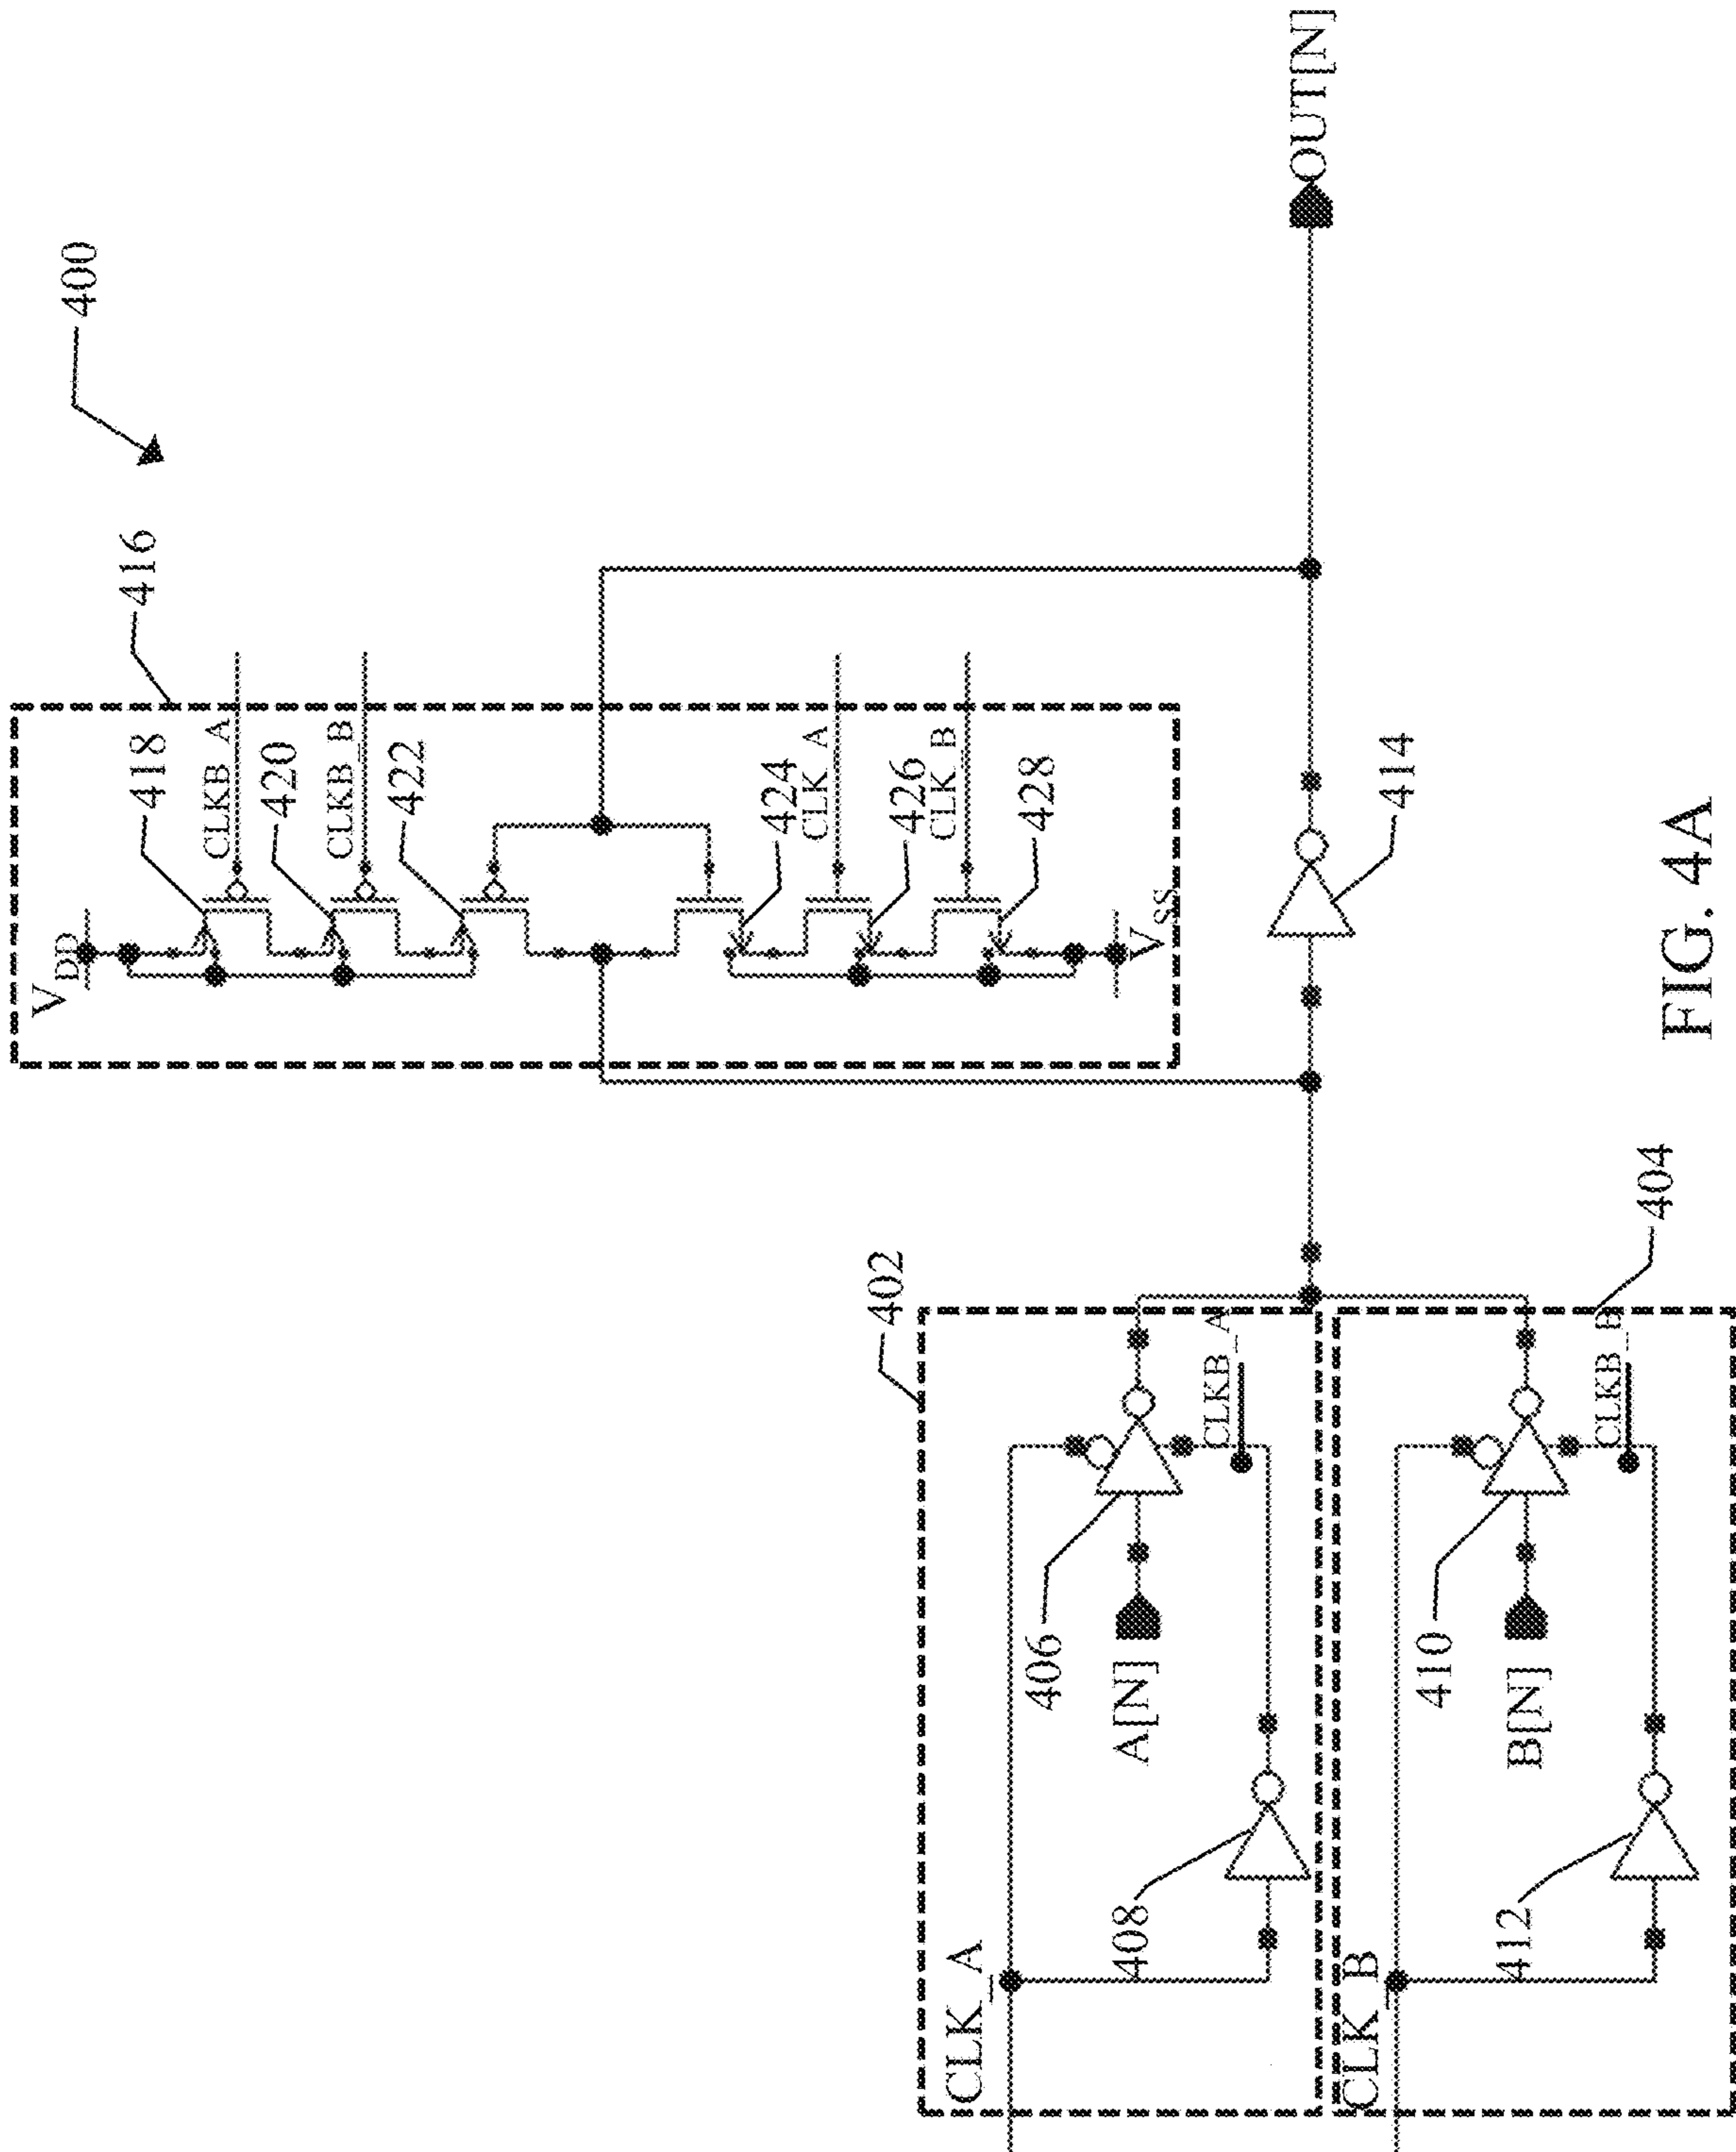 400
416
V_DD
418
CLKB_A
420
CLKB_B
422
424
CLK_A
426
CLK_B
428
V_SS
OUT[N]
414
402
CLK_A
406
A[N]
408
CLKB_A
404
CLK_B
410
B[N]
412
CLKB_B
FIG. 4A